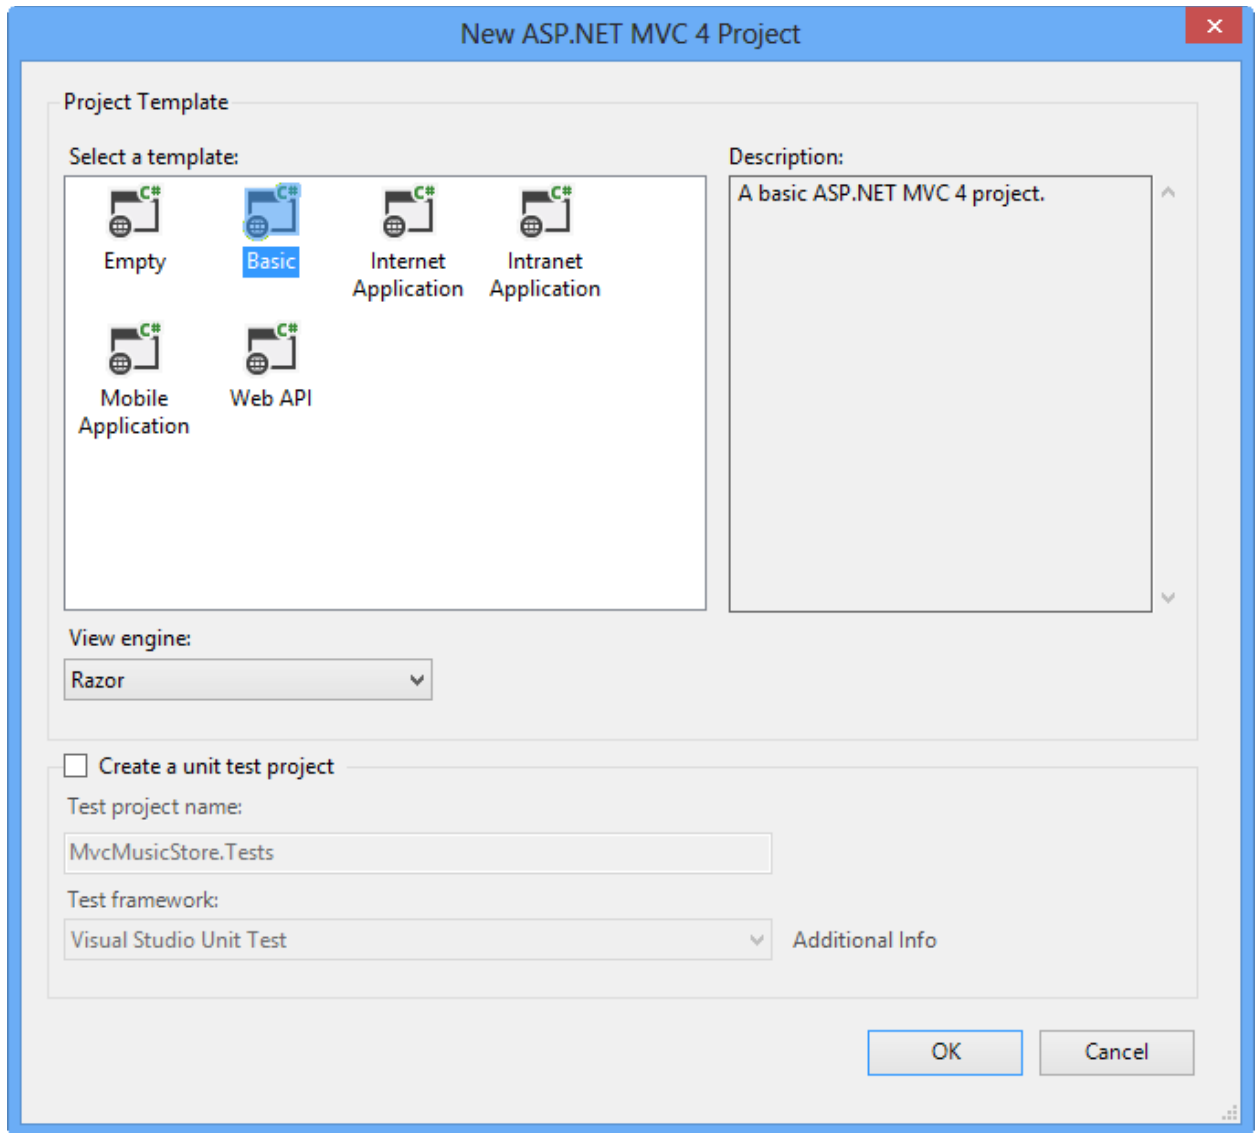 New ASP.NET MVC 4 Project
Project Template
Select a template:
Description:
C#
C#
C#
C#
A basic ASP.NET MVC 4 project.
Empty
Basic
Internet
Application
Intranet
Application
C#
C#
Mobile
Application
Web API
View engine:
Razor
Create a unit test project
Test project name:
MvcMusicStore.Tests
Test framework:
Visual Studio Unit Test
Additional Info
OK
Cancel